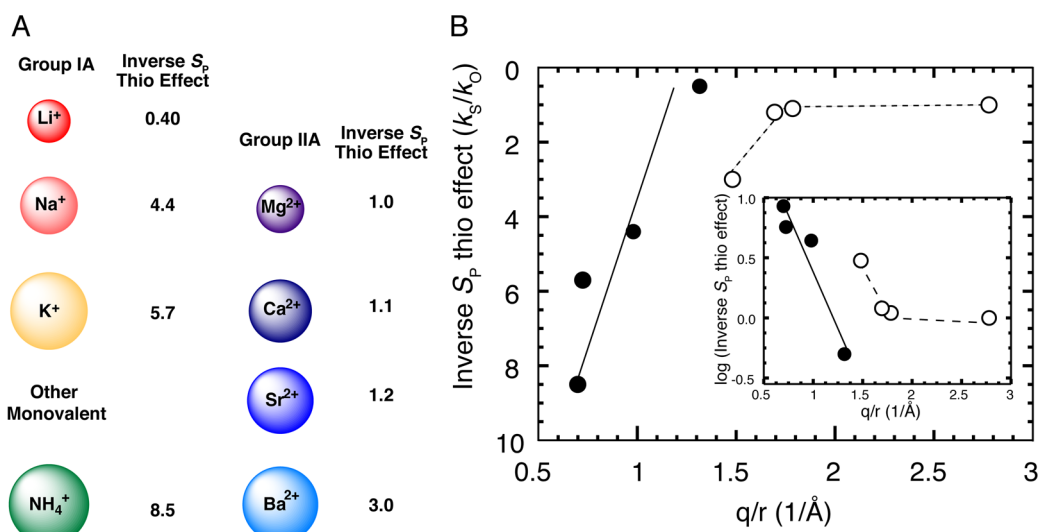 A
Group IA
Inverse Sₚ
Thio Effect
Li⁺
0.40
Na⁺
4.4
K⁺
5.7
Other
Monovalent
NH₄⁺
8.5
Group IIA
Inverse Sₚ
Thio Effect
Mg²⁺
1.0
Ca²⁺
1.1
Sr²⁺
1.2
Ba²⁺
3.0
B
Inverse Sₚ thio effect (kₛ/kₒ)
0
2
4
6
8
10
0.5
1
1.5
2
2.5
3
q/r (1/Å)
log (Inverse Sₚ thio effect)
1.0
0.5
0.0
-0.5
0.5
1
1.5
2
2.5
3
q/r (1/Å)